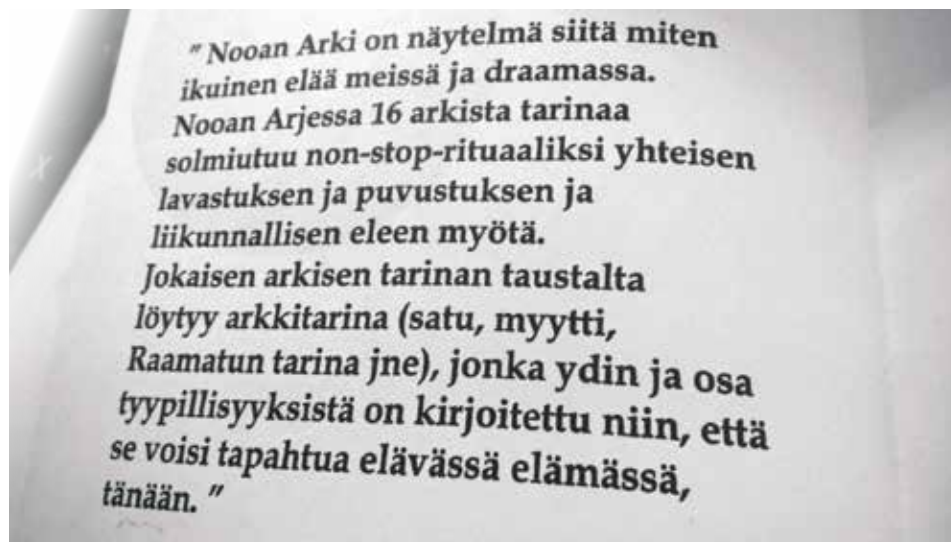 " Nooan Arki on näytelmä siitä miten
ikuinen elää meissä ja draamassa.
Nooan Arjessa 16 arkista tarinaa
solmiutuu non-stop-rituaaliksi yhteisen
lavastuksen ja puvustuksen ja
liikunnallisen eleen myötä.
Jokaisen arkisen tarinan taustalta
löytyy arkkitarina (satu, myytti,
Raamatun tarina jne), jonka ydin ja osa
tyypillisyyksistä on kirjoitettu niin, että
se voisi tapahtua elävässä elämässä,
tänään. "